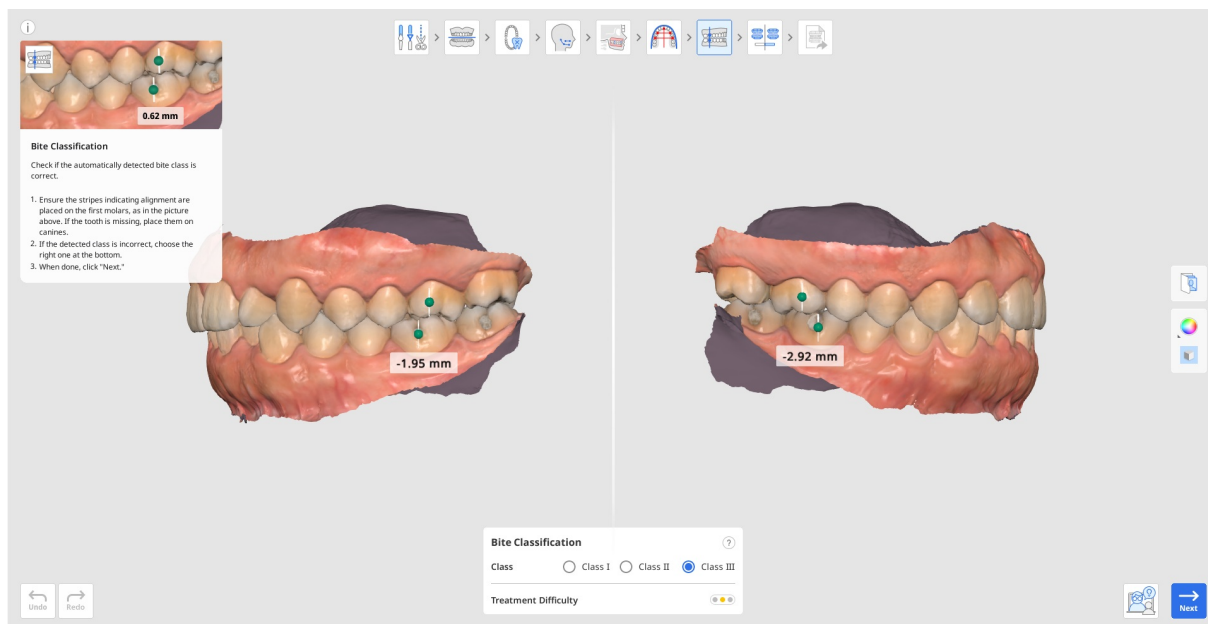 i
0.62 mm
Bite Classification
Check if the automatically detected bite class is
correct.
1. Ensure the stripes indicating alignment are
placed on the first molars, as in the picture
above. If the tooth is missing, place them on
canines.
2. If the detected class is incorrect, choose the
right one at the bottom.
3. When done, click "Next."
-1.95 mm
-2.92 mm
Bite Classification ?
Class Class I Class II Class III
Treatment Difficulty
Undo Redo
? Next